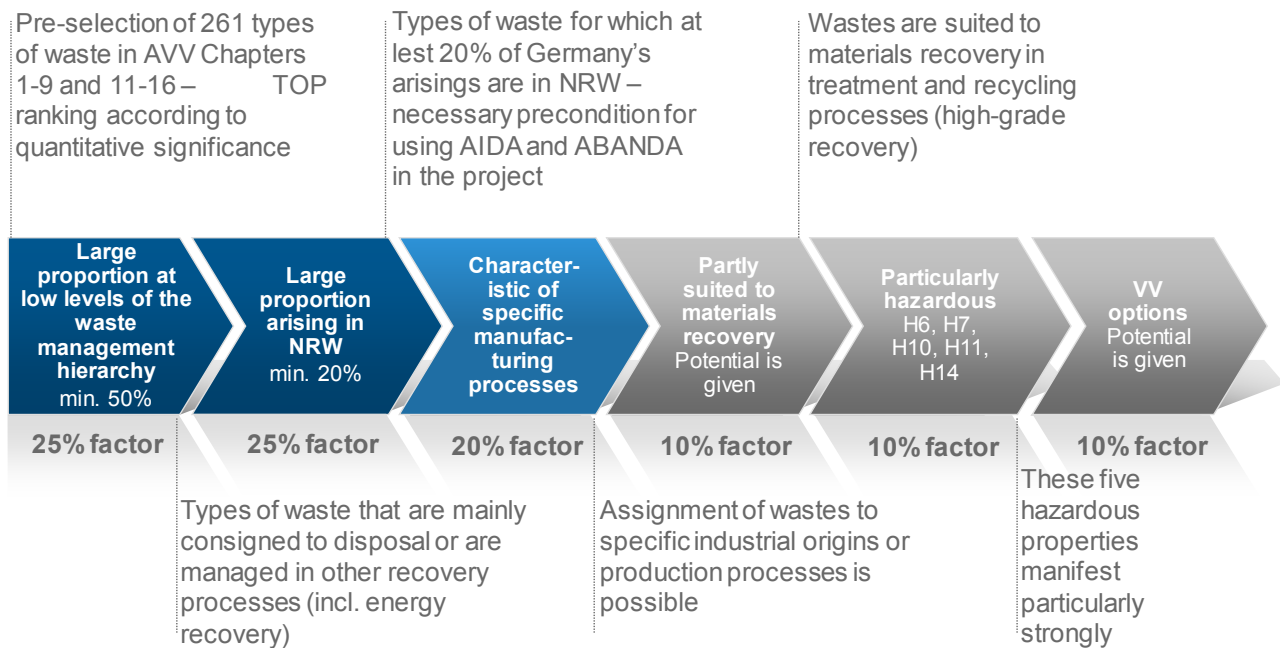 Pre-selection of 261 types
of waste in AVV Chapters
1-9 and 11-16 – TOP
ranking according to
quantitative significance
Types of waste for which at
lest 20% of Germany's
arisings are in NRW –
necessary precondition for
using AIDA and ABANDA
in the project
Wastes are suited to
materials recovery in
treatment and recycling
processes (high-grade
recovery)
Large
proportion at
low levels of the
waste
management
hierarchy
min. 50%
Large
proportion
arising in
NRW
min. 20%
Character-
istic of
specific
manufac-
turing
processes
Partly
suited to
materials
recovery
Potential is
given
Particularly
hazardous
H6, H7,
H10, H11,
H14
VV
options
Potential
is given
25% factor
25% factor
20% factor
10% factor
10% factor
10% factor
Types of waste that are mainly
consigned to disposal or are
managed in other recovery
processes (incl. energy
recovery)
Assignment of wastes to
specific industrial origins or
production processes is
possible
These five
hazardous
properties
manifest
particularly
strongly